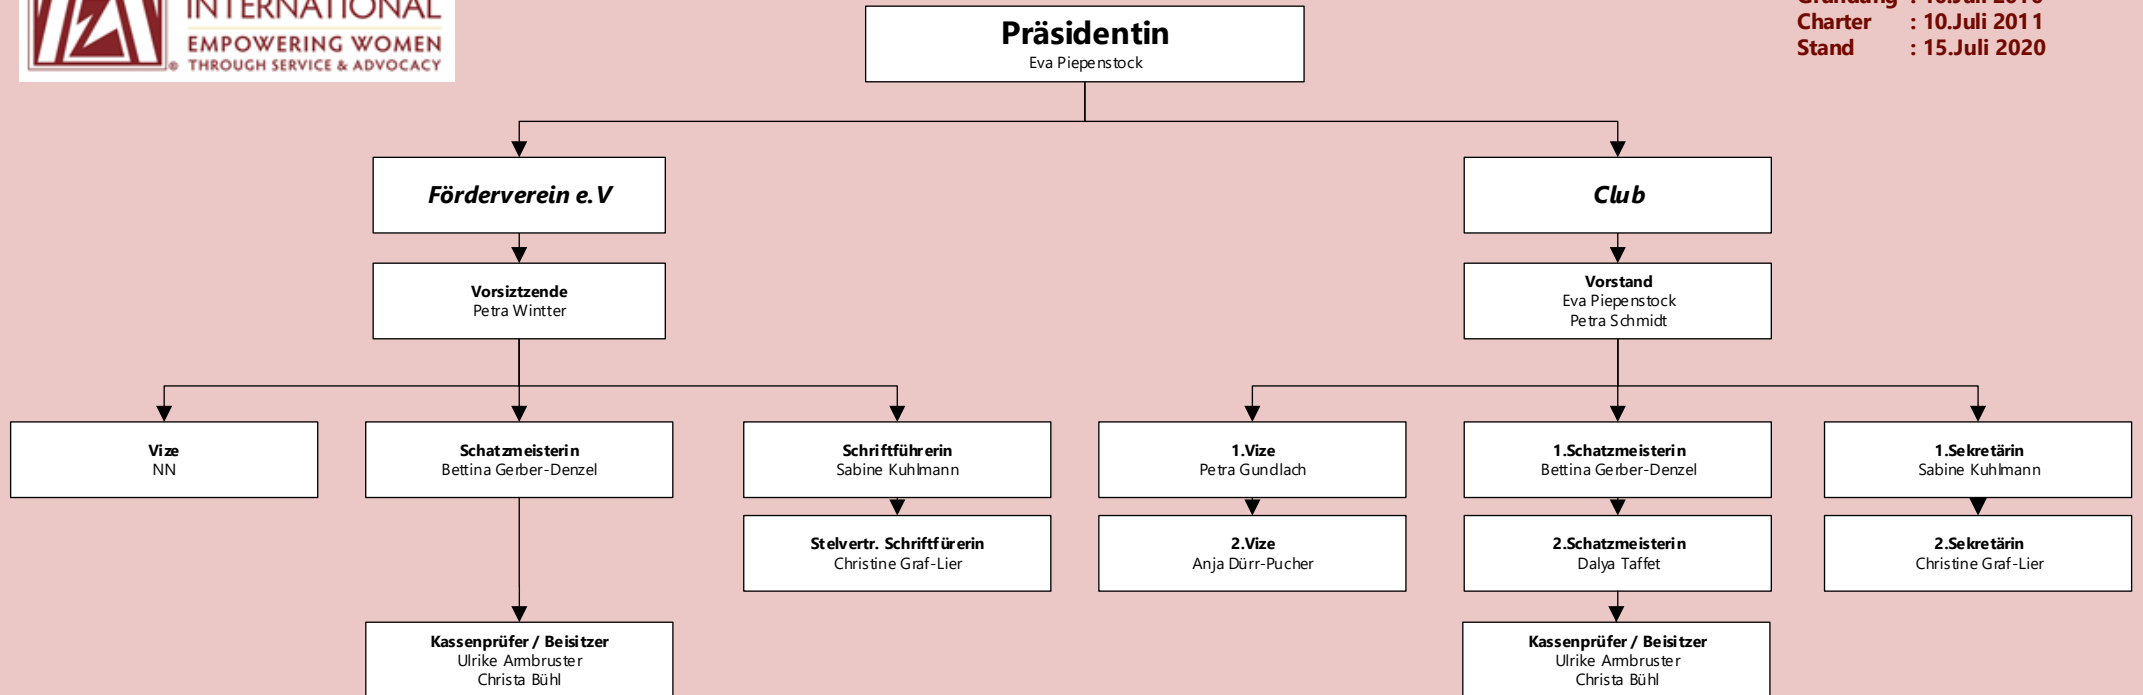 INTERNATIONAL
EMPOWERING WOMEN
® THROUGH SERVICE & ADVOCACY
Präsidentin
Eva Piepenstock
Gründung : 10.Juli 2010
Charter : 10.Juli 2011
Stand : 15.Juli 2020
Förderverein e.V
Club
Vorsiztzende
Petra Wintter
Vorstand
Eva Piepenstock
Petra Schmidt
Vize
NN
Schatzmeisterin
Bettina Gerber-Denzel
Schriftführerin
Sabine Kuhlmann
1.Vize
Petra Gundlach
1.Schatzmeisterin
Bettina Gerber-Denzel
1.Sekretärin
Sabine Kuhlmann
Stelvertr. Schriftfürerin
Christine Graf-Lier
2.Vize
Anja Dürr-Pucher
2.Schatzmeisterin
Dalya Taffet
2.Sekretärin
Christine Graf-Lier
Kassenprüfer / Beisitzer
Ulrike Armbruster
Christa Bühl
Kassenprüfer / Beisitzer
Ulrike Armbruster
Christa Bühl